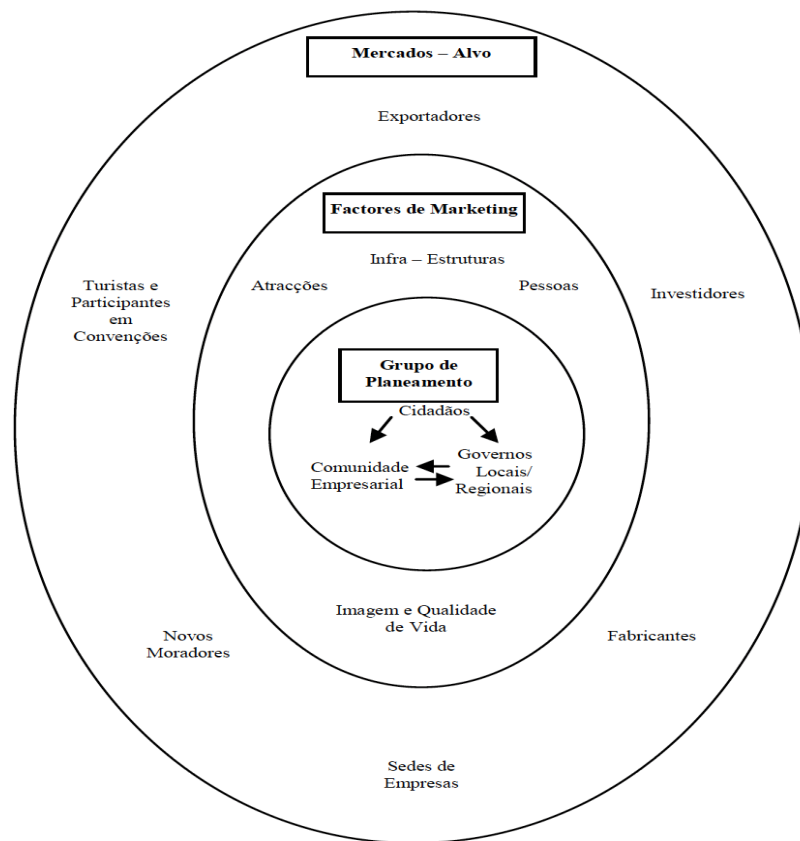 Mercados – Alvo
Exportadores
Factores de Marketing
Infra – Estruturas
Atracções
Pessoas
Turistas e
Participantes
em
Convenções
Investidores
Grupo de
Planeamento
Cidadãos
Comunidade
Empresarial
Governos
Locais/
Regionais
Imagem e Qualidade
de Vida
Novos
Moradores
Fabricantes
Sedes de
Empresas